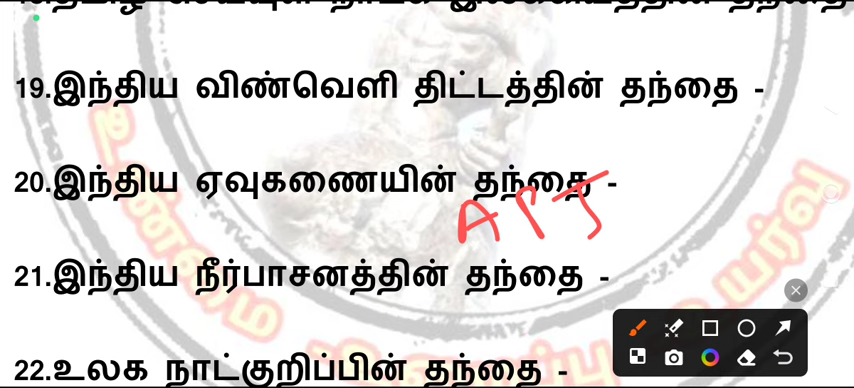 19.இந்திய விண்வெளி திட்டத்தின் தந்தை -
20.இந்திய ஏவுகணையின் தந்தை -
APJ
21.இந்திய நீர்பாசனத்தின் தந்தை -
22.உலக நாட்குறிப்பின் தந்தை -